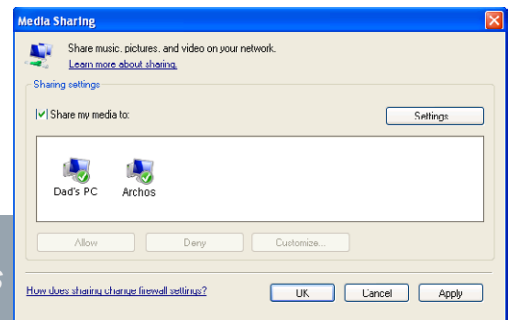 Media Sharing
Share music, pictures, and video on your network.
Learn more about sharing.
Sharing settings
Share my media to:
Settings
Dad's PC
Archos
Allow
Deny
Customize...
How does sharing change firewall settings?
OK
Cancel
Apply